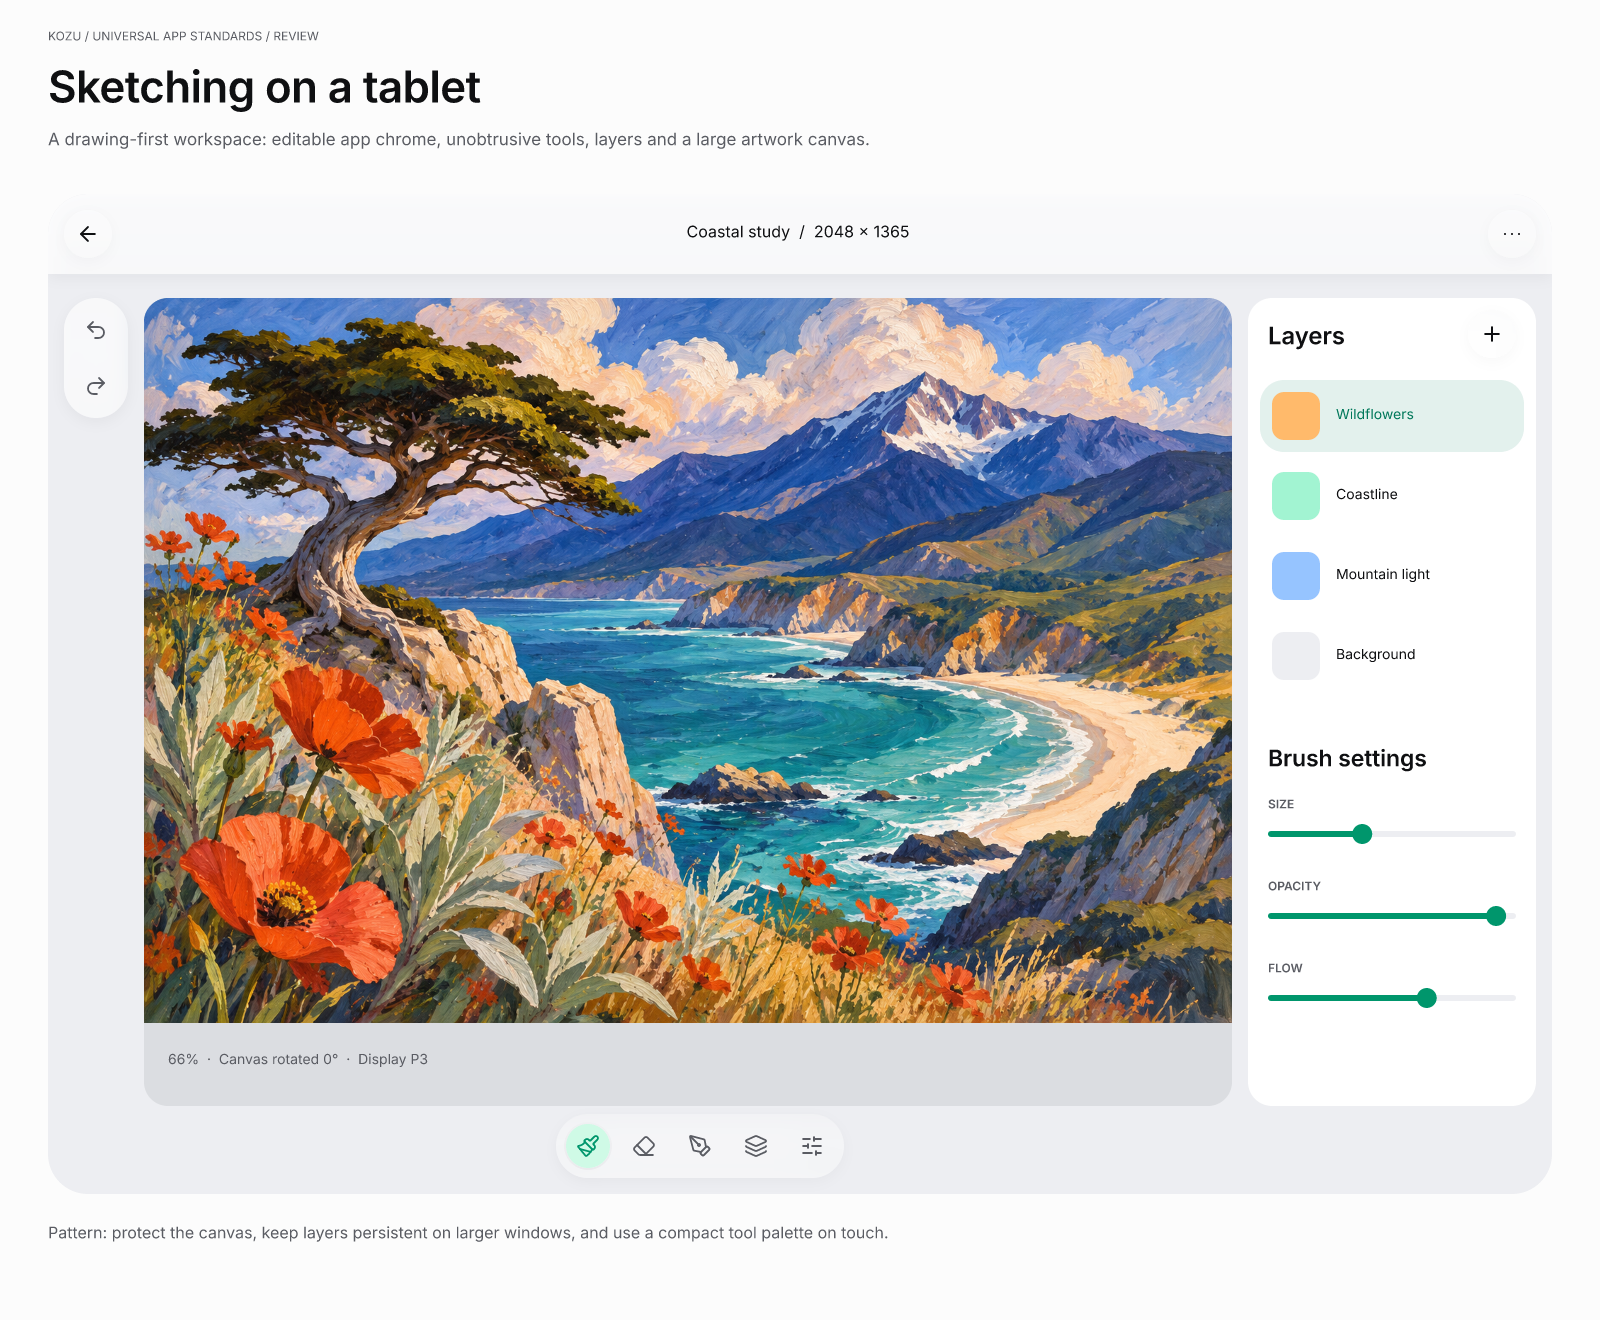 KOZU / UNIVERSAL APP STANDARDS / REVIEW
Sketching on a tablet
A drawing-first workspace: editable app chrome, unobtrusive tools, layers and a large artwork canvas.
Coastal study / 2048 × 1365
Layers
Wildflowers
Coastline
Mountain light
Background
Brush settings
SIZE
OPACITY
FLOW
66% · Canvas rotated 0° · Display P3
Pattern: protect the canvas, keep layers persistent on larger windows, and use a compact tool palette on touch.